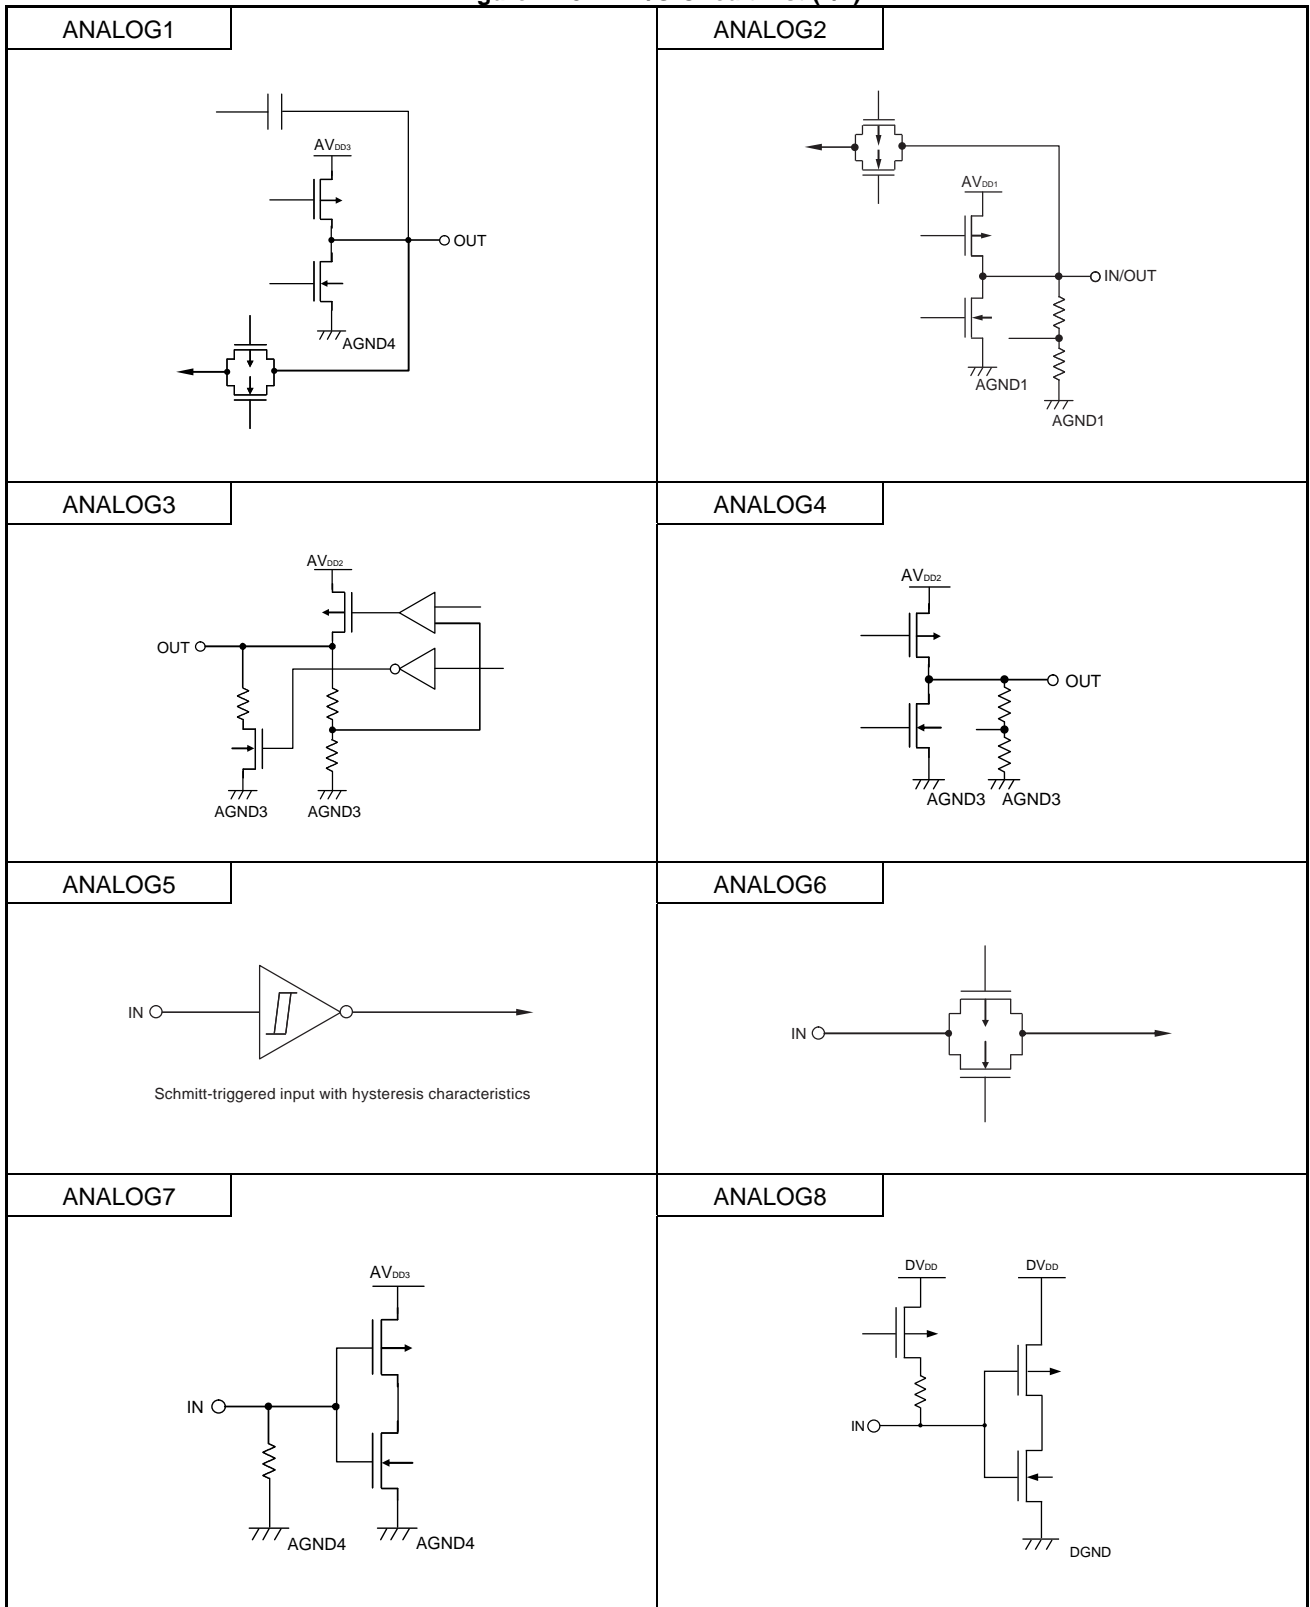 ANALOG1
AVDD3
OUT
AGND4
ANALOG2
AVDD1
IN/OUT
AGND1
AGND1
ANALOG3
AVDD2
OUT
AGND3
AGND3
ANALOG4
AVDD2
OUT
AGND3
AGND3
ANALOG5
IN
Schmitt-triggered input with hysteresis characteristics
ANALOG6
IN
ANALOG7
AVDD3
IN
AGND4
AGND4
ANALOG8
DVDD
DVDD
IN
DGND